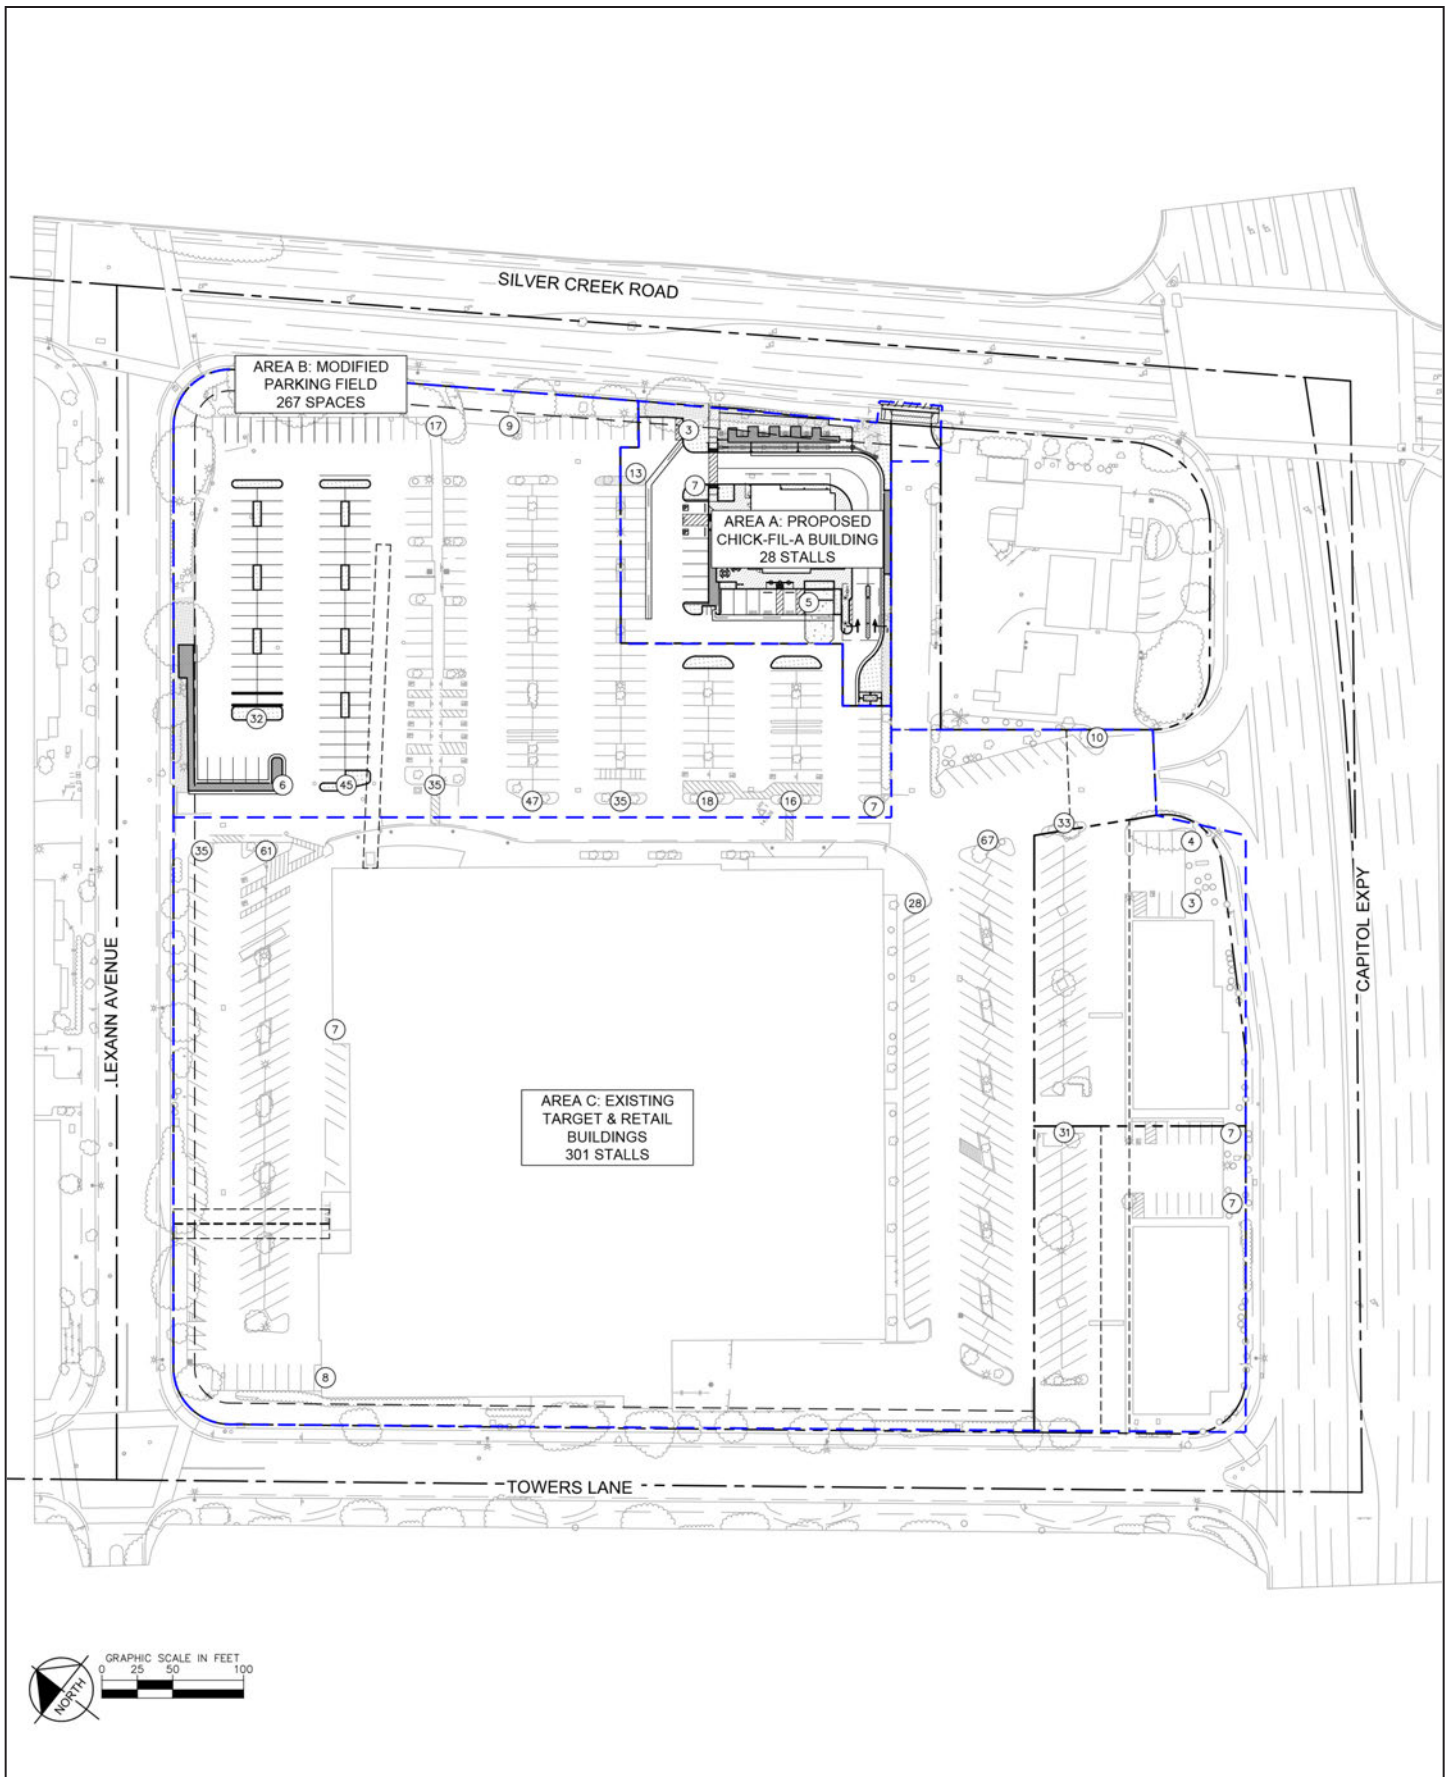 SILVER CREEK ROAD
AREA B: MODIFIED
PARKING FIELD
267 SPACES
17
9
3
13
7
AREA A: PROPOSED
CHICK-FIL-A BUILDING
28 STALLS
5
32
10
6
45
35
47
35
18
16
7
33
35
61
67
4
28
3
LEXANN AVENUE
CAPITOL EXPY
7
AREA C: EXISTING
TARGET & RETAIL
BUILDINGS
301 STALLS
31
7
7
8
TOWERS LANE
GRAPHIC SCALE IN FEET
0 25 50 100
NORTH